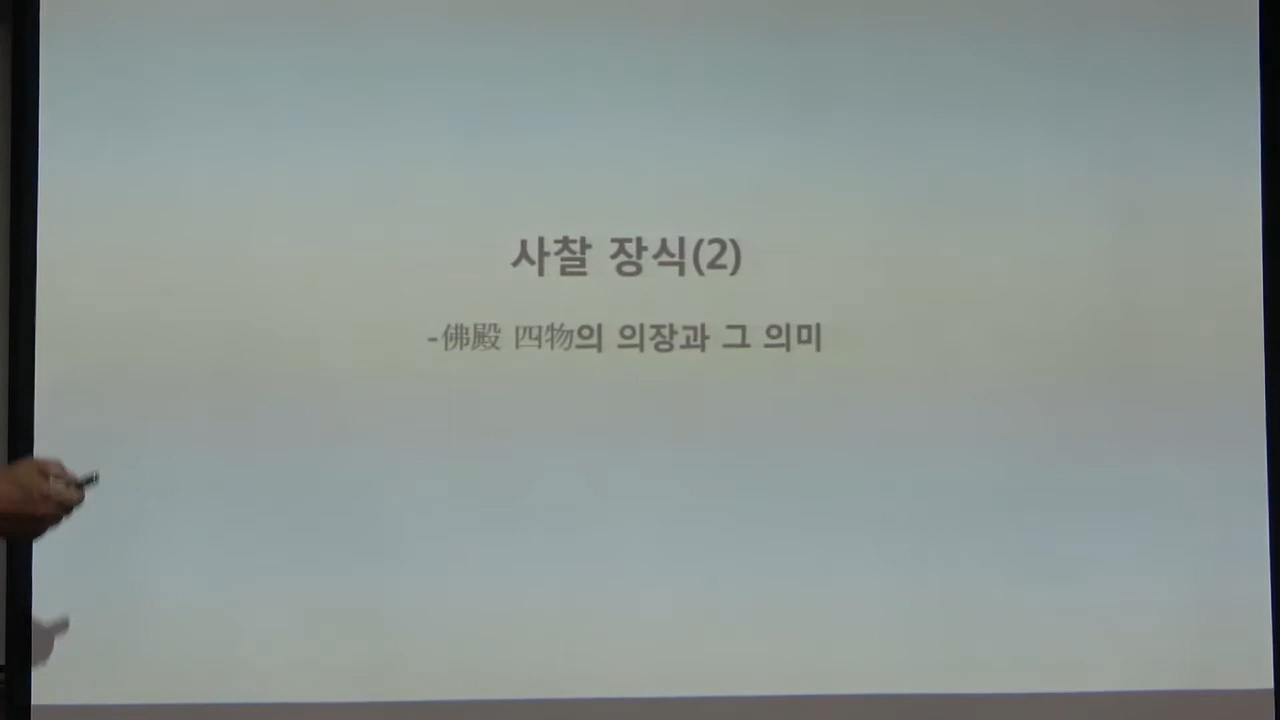 사찰 장식(2)
-佛殿 四物의 의장과 그 의미